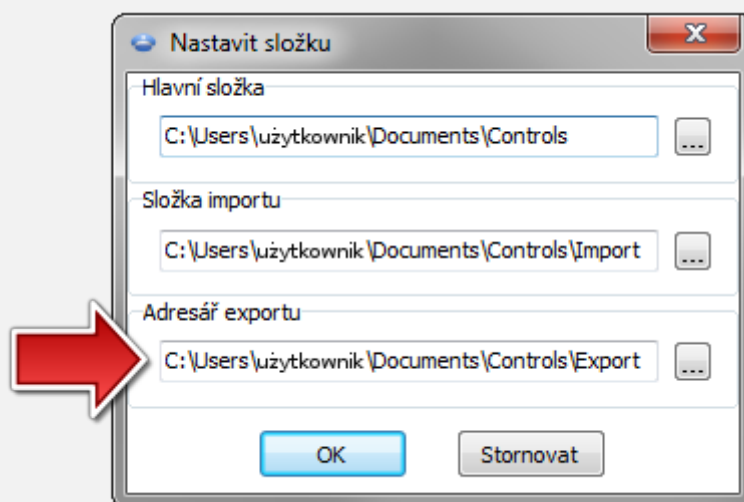 Nastavit složku
Hlavní složka
C:\Users\użytkownik\Documents\Controls
...
Složka importu
C:\Users\użytkownik\Documents\Controls\Import
...
Adresář exportu
C:\Users\użytkownik\Documents\Controls\Export
...
OK Stornovat